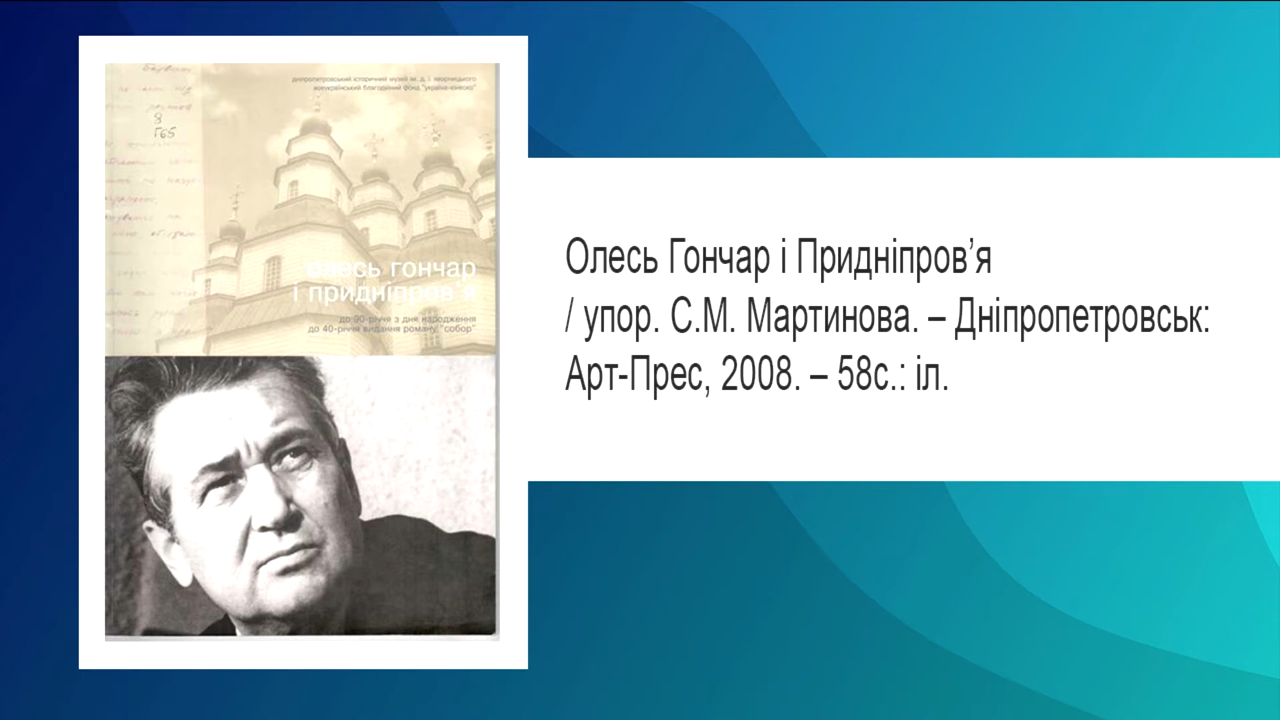 дніпропетровський історичний музей ім. д. і. яворницького
всеукраїнський благодійний фонд "україна-юнеско"
9
Г65
олесь гончар
і придніпров'я
до 90-річчя з дня народження
до 40-річчя видання роману "собор"
Олесь Гончар і Придніпров’я
/ упор. С.М. Мартинова. – Дніпропетровськ:
Арт-Прес, 2008. – 58с.: іл.